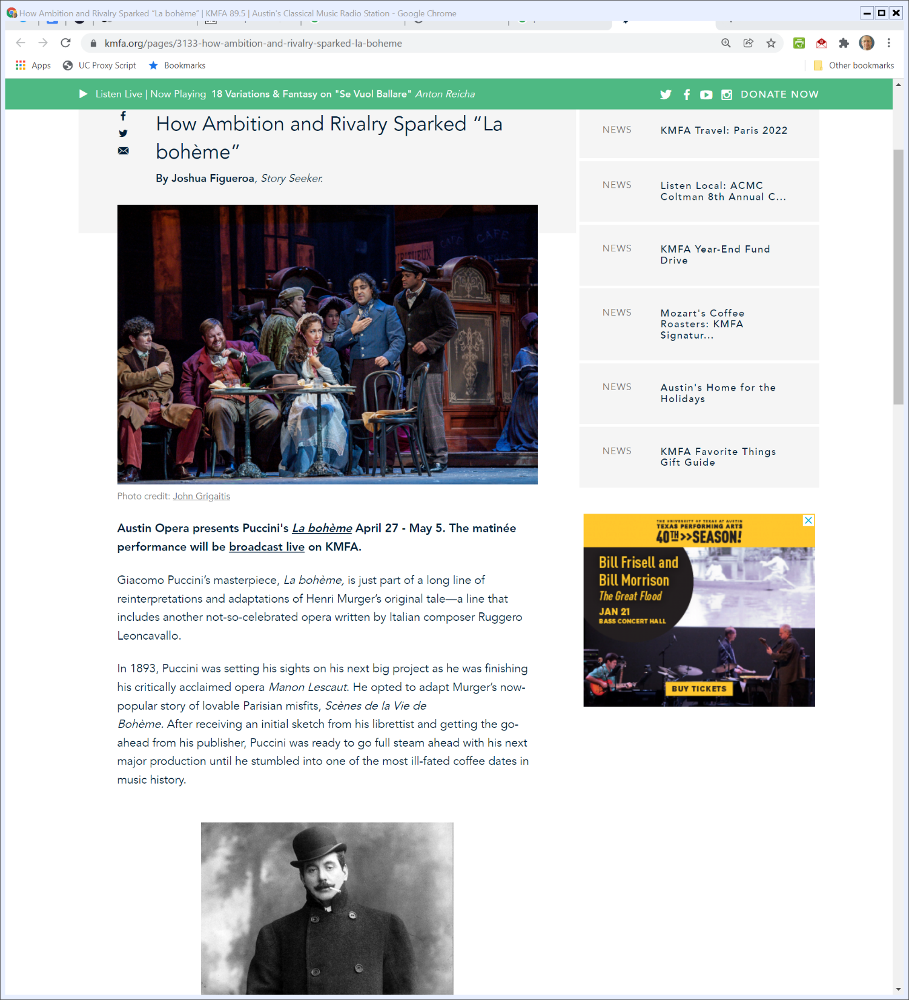 How Ambition and Rivalry Sparked “La bohème” | KMFA 89.5 | Austin's Classical Music Radio Station - Google Chrome
kmfa.org/pages/3133-how-ambition-and-rivalry-sparked-la-boheme
Apps UC Proxy Script Bookmarks Other bookmarks
Listen Live | Now Playing 18 Variations & Fantasy on "Se Vuol Ballare" Anton Reicha DONATE NOW
How Ambition and Rivalry Sparked “La
bohème”
By Joshua Figueroa, Story Seeker.
SPIRITUEUX
CAFE
CAFE
Photo credit: John Grigaitis
Austin Opera presents Puccini's La bohème April 27 - May 5. The matinée
performance will be broadcast live on KMFA.
Giacomo Puccini’s masterpiece, La bohème, is just part of a long line of
reinterpretations and adaptations of Henri Murger’s original tale—a line that
includes another not-so-celebrated opera written by Italian composer Ruggero
Leoncavallo.
In 1893, Puccini was setting his sights on his next big project as he was finishing
his critically acclaimed opera Manon Lescaut. He opted to adapt Murger’s now-
popular story of lovable Parisian misfits, Scènes de la Vie de
Bohème. After receiving an initial sketch from his librettist and getting the go-
ahead from his publisher, Puccini was ready to go full steam ahead with his next
major production until he stumbled into one of the most ill-fated coffee dates in
music history.
NEWS KMFA Travel: Paris 2022
NEWS Listen Local: ACMC
Coltman 8th Annual C...
NEWS KMFA Year-End Fund
Drive
NEWS Mozart's Coffee
Roasters: KMFA
Signatur...
NEWS Austin's Home for the
Holidays
NEWS KMFA Favorite Things
Gift Guide
THE UNIVERSITY OF TEXAS AT AUSTIN
TEXAS PERFORMING ARTS
40TH>>SEASON!
Bill Frisell and
Bill Morrison
The Great Flood
JAN 21
BASS CONCERT HALL
BUY TICKETS